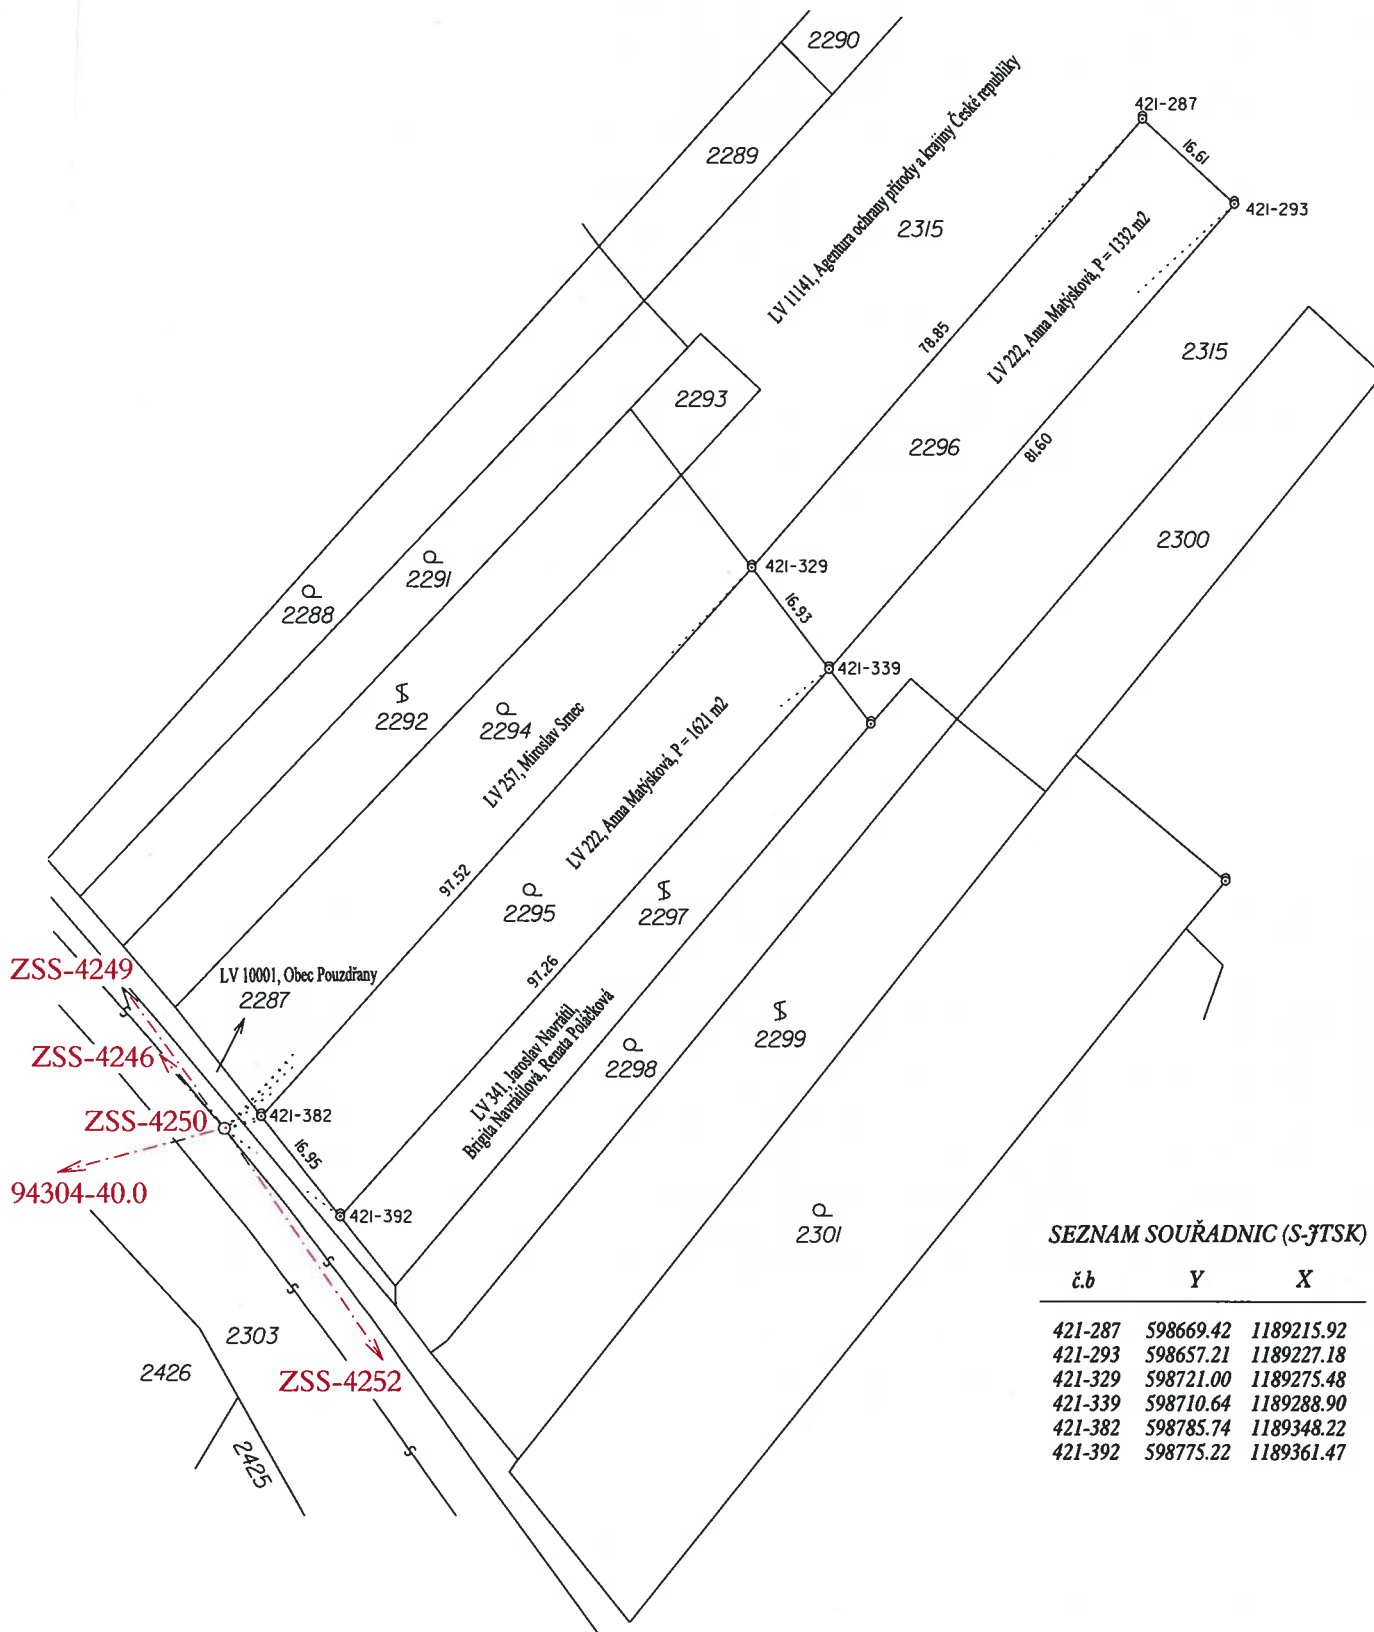 2290
421-287
16.61
2289
LV 11141, Agentura ochrany přírody a krajiny České republiky
2315
421-293
LV 222, Anna Matýsková, P = 1332 m2
78.85
2315
2293
2296
81.60
2300
2291
421-329
2288
16.93
421-339
2292
2294
LV 257, Miroslav Srnec
LV 222, Anna Matýsková, P = 1621 m2
97.52
2295
2297
ZSS-4249
LV 10001, Obec Pouzdřany
2287
97.26
LV 341, Jaroslav Navrátil,
Brigita Navrátilová, Renata Poláčková
2299
ZSS-4246
2298
ZSS-4250
421-382
16.95
94304-40.0
421-392
2301
2303
2426
ZSS-4252
2425
SEZNAM SOUŘADNIC (S-JTSK)
č.b Y X
421-287 598669.42 1189215.92
421-293 598657.21 1189227.18
421-329 598721.00 1189275.48
421-339 598710.64 1189288.90
421-382 598785.74 1189348.22
421-392 598775.22 1189361.47